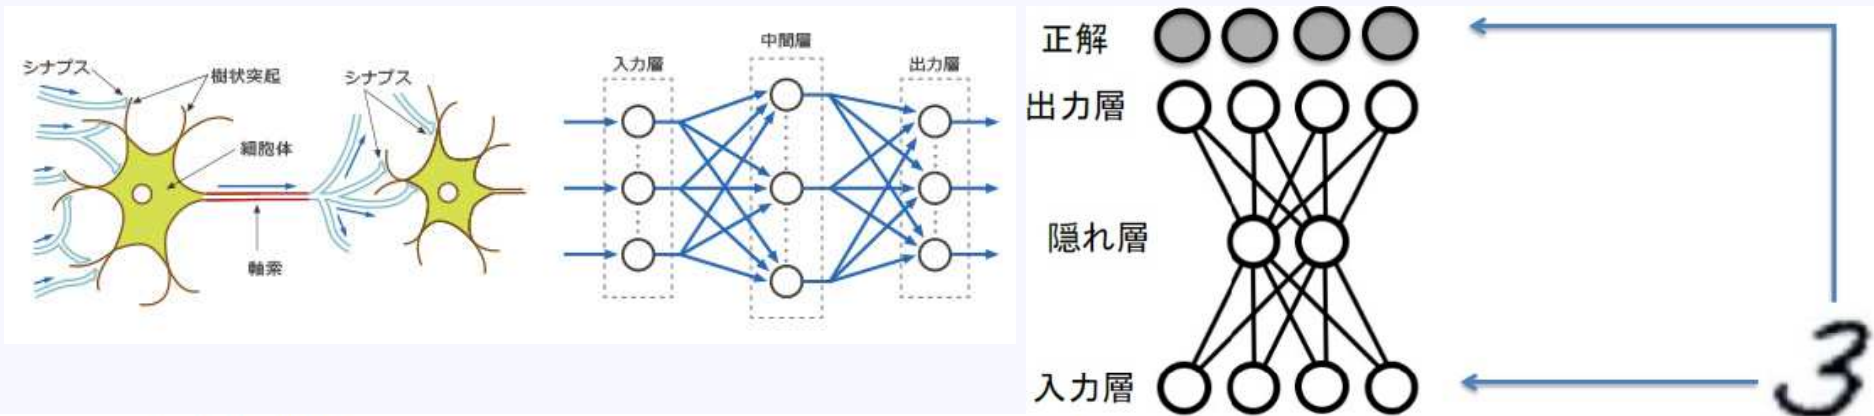 シナプス
樹状突起
シナプス
細胞体
軸索
入力層
中間層
出力層
正解
出力層
隠れ層
入力層
3